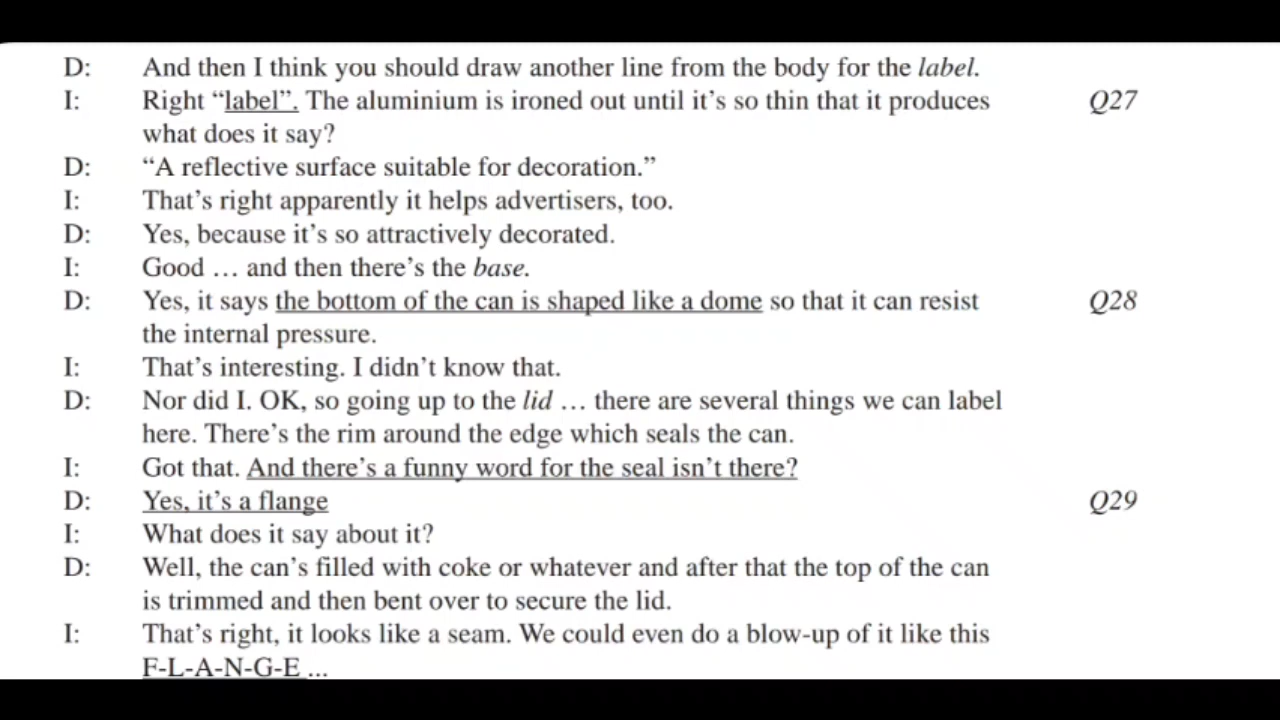 D: And then I think you should draw another line from the body for the label.
I: Right “label”. The aluminium is ironed out until it’s so thin that it produces Q27
what does it say?
D: “A reflective surface suitable for decoration.”
I: That’s right apparently it helps advertisers, too.
D: Yes, because it’s so attractively decorated.
I: Good … and then there’s the base.
D: Yes, it says the bottom of the can is shaped like a dome so that it can resist Q28
the internal pressure.
I: That’s interesting. I didn’t know that.
D: Nor did I. OK, so going up to the lid … there are several things we can label
here. There’s the rim around the edge which seals the can.
I: Got that. And there’s a funny word for the seal isn’t there?
D: Yes, it’s a flange Q29
I: What does it say about it?
D: Well, the can’s filled with coke or whatever and after that the top of the can
is trimmed and then bent over to secure the lid.
I: That’s right, it looks like a seam. We could even do a blow-up of it like this
F-L-A-N-G-E ...